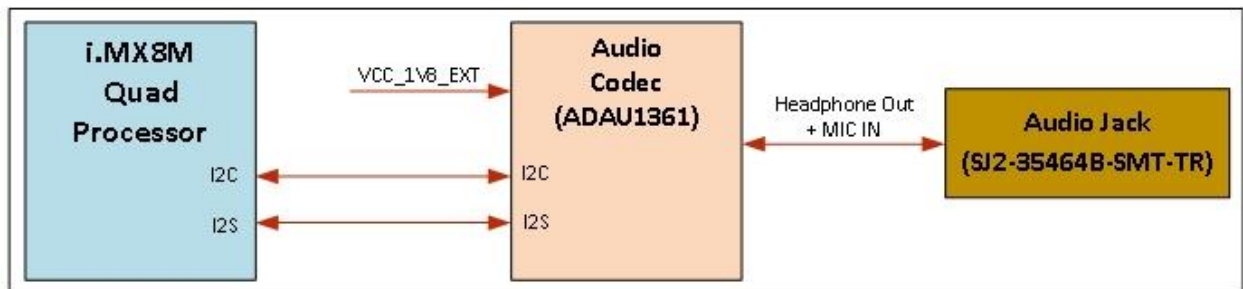 i.MX8M
Quad
Processor
I2C
I2S
VCC_1V8_EXT
Audio
Codec
(ADAU1361)
I2C
I2S
Headphone Out
+ MIC IN
Audio Jack
(SJ2-35464B-SMT-TR)